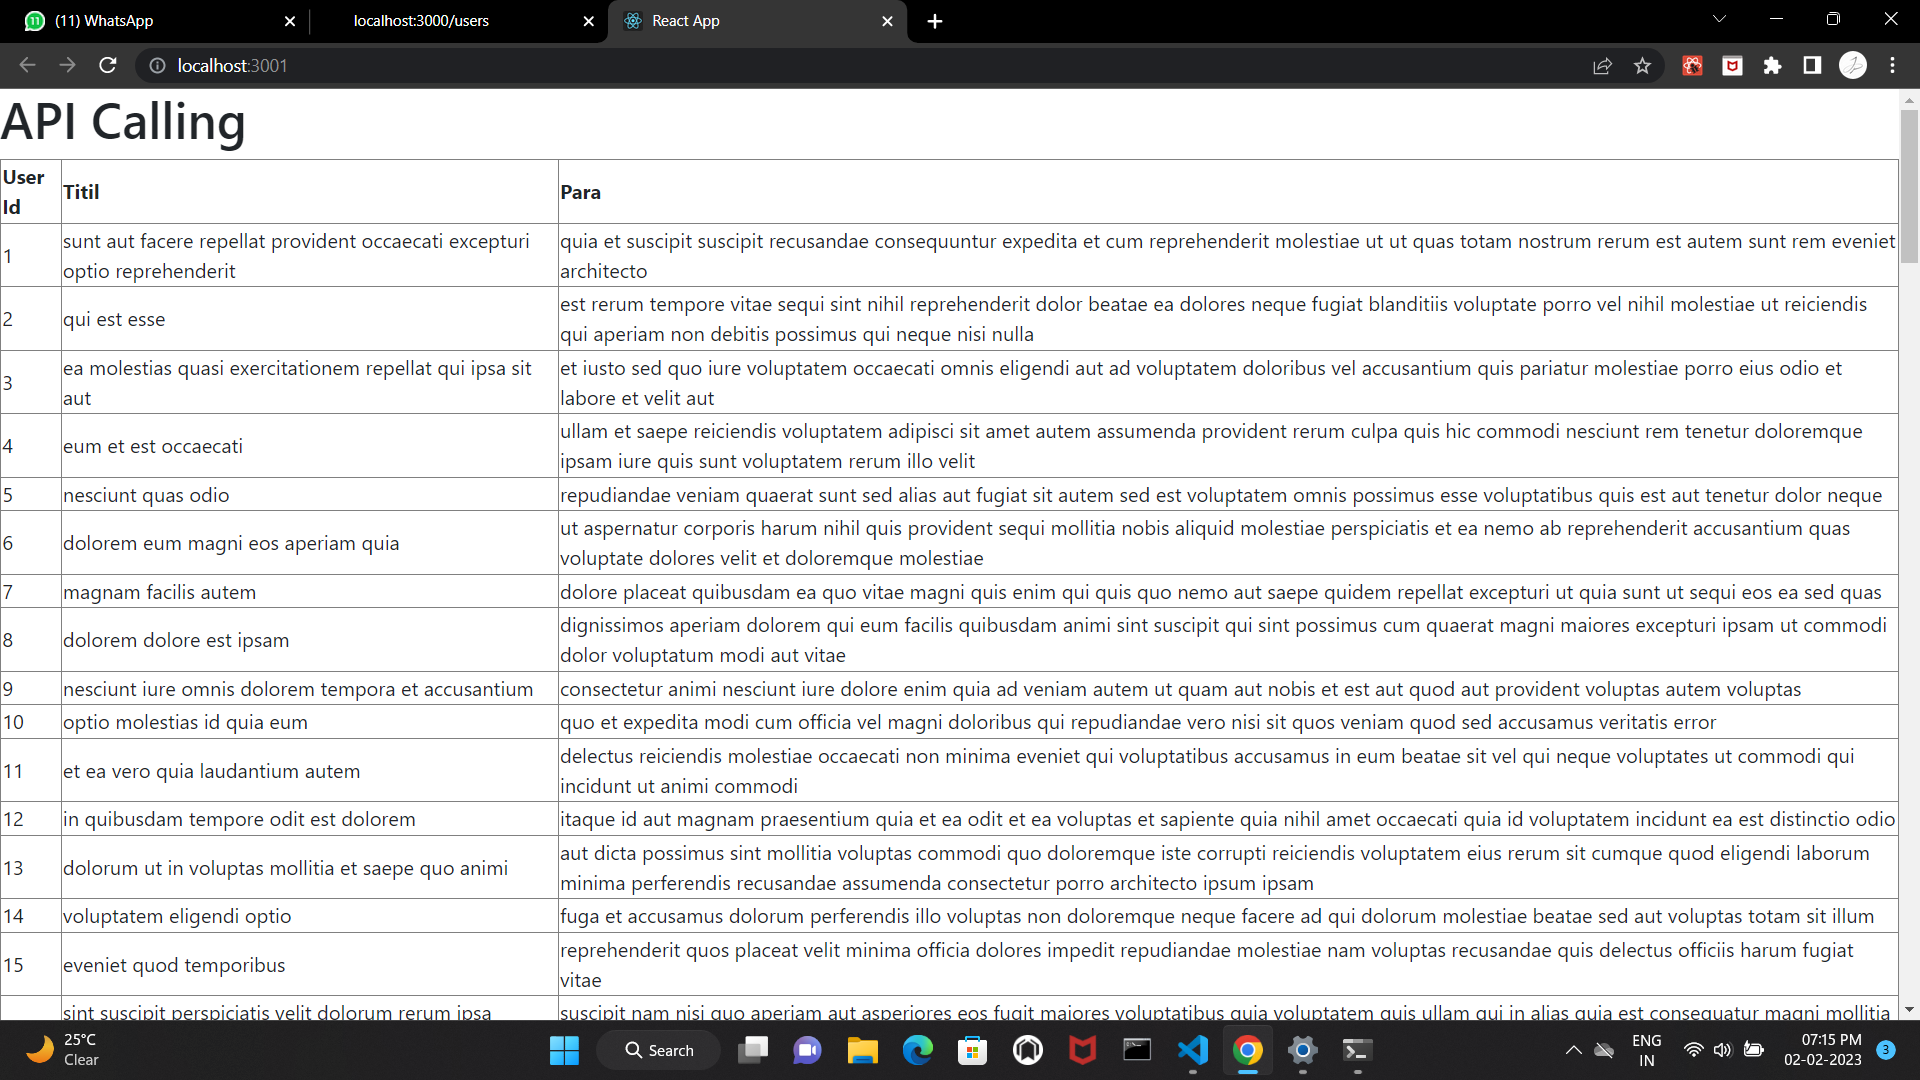 (11) WhatsApp
localhost:3000/users
React App
localhost:3001
API Calling
User
Id
Titil
Para
1
sunt aut facere repellat provident occaecati excepturi
optio reprehenderit
quia et suscipit suscipit recusandae consequuntur expedita et cum reprehenderit molestiae ut ut quas totam nostrum rerum est autem sunt rem eveniet
architecto
2
qui est esse
est rerum tempore vitae sequi sint nihil reprehenderit dolor beatae ea dolores neque fugiat blanditiis voluptate porro vel nihil molestiae ut reiciendis
qui aperiam non debitis possimus qui neque nisi nulla
3
ea molestias quasi exercitationem repellat qui ipsa sit
aut
et iusto sed quo iure voluptatem occaecati omnis eligendi aut ad voluptatem doloribus vel accusantium quis pariatur molestiae porro eius odio et
labore et velit aut
4
eum et est occaecati
ullam et saepe reiciendis voluptatem adipisci sit amet autem assumenda provident rerum culpa quis hic commodi nesciunt rem tenetur doloremque
ipsam iure quis sunt voluptatem rerum illo velit
5
nesciunt quas odio
repudiandae veniam quaerat sunt sed alias aut fugiat sit autem sed est voluptatem omnis possimus esse voluptatibus quis est aut tenetur dolor neque
6
dolorem eum magni eos aperiam quia
ut aspernatur corporis harum nihil quis provident sequi mollitia nobis aliquid molestiae perspiciatis et ea nemo ab reprehenderit accusantium quas
voluptate dolores velit et doloremque molestiae
7
magnam facilis autem
dolore placeat quibusdam ea quo vitae magni quis enim qui quis quo nemo aut saepe quidem repellat excepturi ut quia sunt ut sequi eos ea sed quas
8
dolorem dolore est ipsam
dignissimos aperiam dolorem qui eum facilis quibusdam animi sint suscipit qui sint possimus cum quaerat magni maiores excepturi ipsam ut commodi
dolor voluptatum modi aut vitae
9
nesciunt iure omnis dolorem tempora et accusantium
consectetur animi nesciunt iure dolore enim quia ad veniam autem ut quam aut nobis et est aut quod aut provident voluptas autem voluptas
10
optio molestias id quia eum
quo et expedita modi cum officia vel magni doloribus qui repudiandae vero nisi sit quos veniam quod sed accusamus veritatis error
11
et ea vero quia laudantium autem
delectus reiciendis molestiae occaecati non minima eveniet qui voluptatibus accusamus in eum beatae sit vel qui neque voluptates ut commodi qui
incidunt ut animi commodi
12
in quibusdam tempore odit est dolorem
itaque id aut magnam praesentium quia et ea odit et ea voluptas et sapiente quia nihil amet occaecati quia id voluptatem incidunt ea est distinctio odio
13
dolorum ut in voluptas mollitia et saepe quo animi
aut dicta possimus sint mollitia voluptas commodi quo doloremque iste corrupti reiciendis voluptatem eius rerum sit cumque quod eligendi laborum
minima perferendis recusandae assumenda consectetur porro architecto ipsum ipsam
14
voluptatem eligendi optio
fuga et accusamus dolorum perferendis illo voluptas non doloremque neque facere ad qui dolorum molestiae beatae sed aut voluptas totam sit illum
15
eveniet quod temporibus
reprehenderit quos placeat velit minima officia dolores impedit repudiandae molestiae nam voluptas recusandae quis delectus officiis harum fugiat
vitae
sint suscipit perspiciatis velit dolorum rerum ipsa
suscipit nam nisi quo aperiam aut asperiores eos fugit maiores voluptatibus quia voluptatem quis ullam qui in alias quia est consequatur magni mollitia
25°C
Clear
Search
ENG
IN
07:15 PM
02-02-2023
3